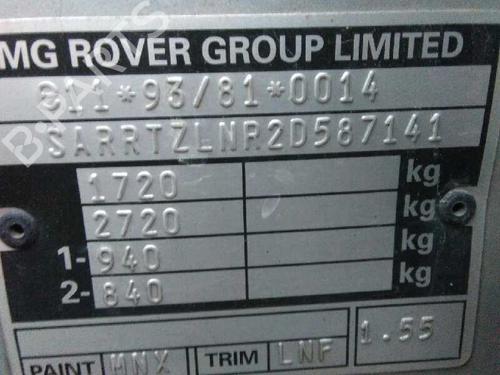 MG ROVER GROUP LIMITED
e11*93/81*0014
SARRTZLNR2D587141
1720 kg
2720 kg
1- 940 kg
2- 840 kg
1.55
PAINT MNX TRIM LNF
B-PARTS